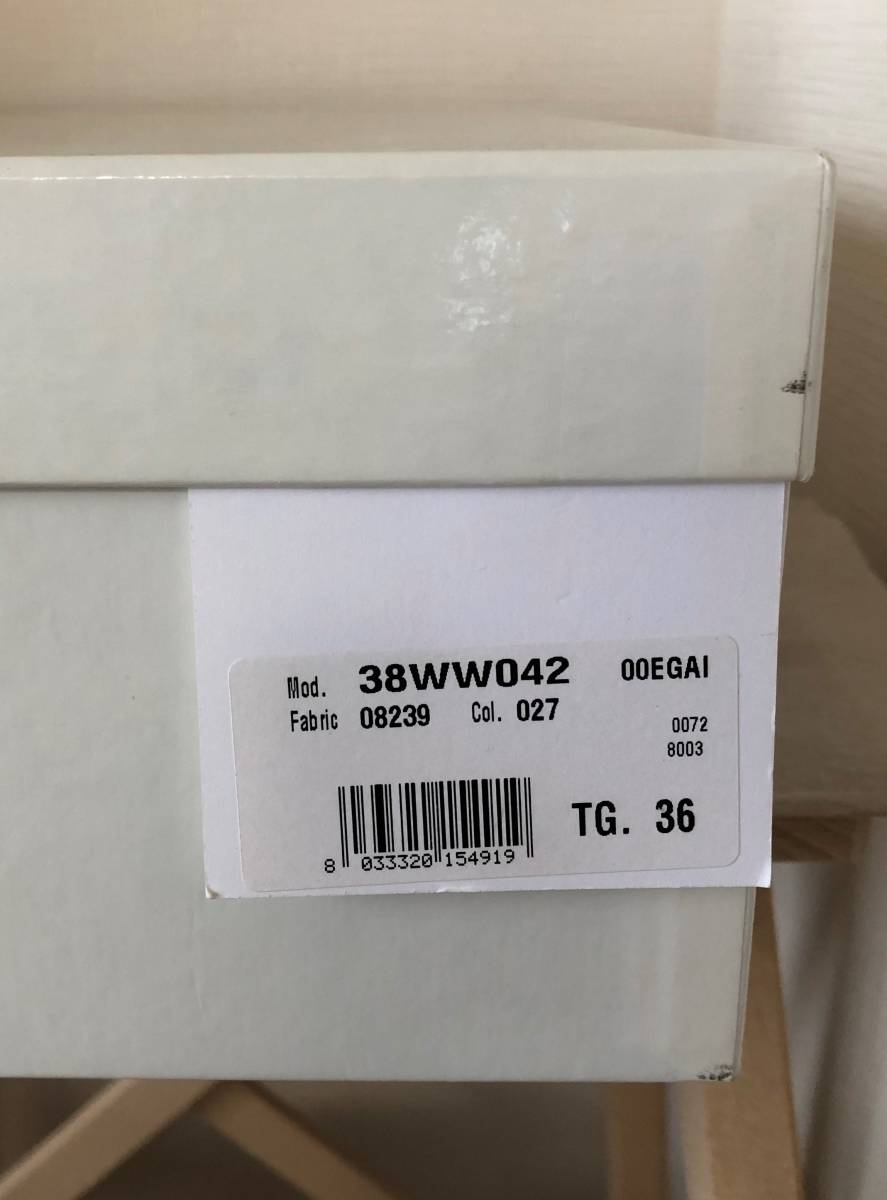 Mod. 38WW042 00EGAI
Fabric 08239 Col. 027
0072
8003
TG. 36
8 033320 154919